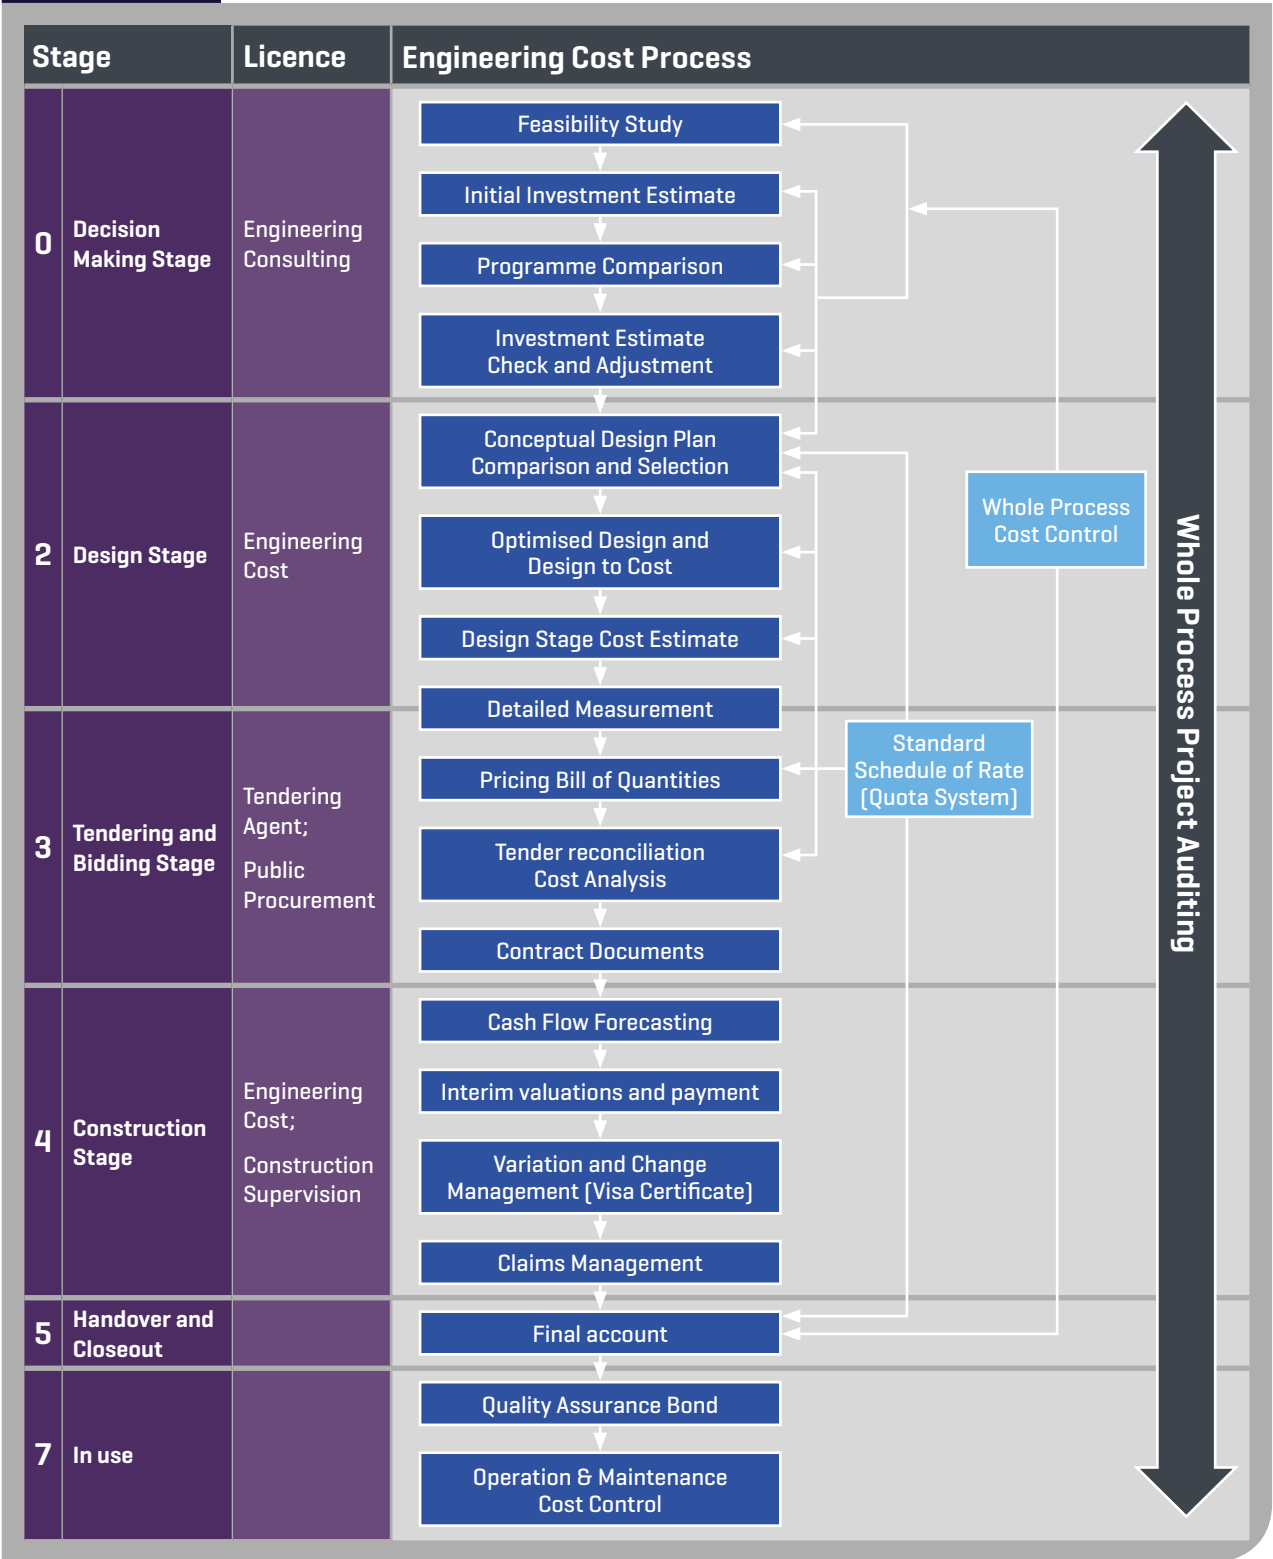 Stage
Licence
Engineering Cost Process
0
Decision
Making Stage
Engineering
Consulting
Feasibility Study
Initial Investment Estimate
Programme Comparison
Investment Estimate
Check and Adjustment
2
Design Stage
Engineering
Cost
Conceptual Design Plan
Comparison and Selection
Optimised Design and
Design to Cost
Design Stage Cost Estimate
Detailed Measurement
3
Tendering and
Bidding Stage
Tendering
Agent;
Public
Procurement
Pricing Bill of Quantities
Tender reconciliation
Cost Analysis
Contract Documents
4
Construction
Stage
Engineering
Cost;
Construction
Supervision
Cash Flow Forecasting
Interim valuations and payment
Variation and Change
Management (Visa Certificate)
Claims Management
5
Handover and
Closeout
Final account
7
In use
Quality Assurance Bond
Operation & Maintenance
Cost Control
Whole Process
Cost Control
Standard
Schedule of Rate
(Quota System)
Whole Process Project Auditing